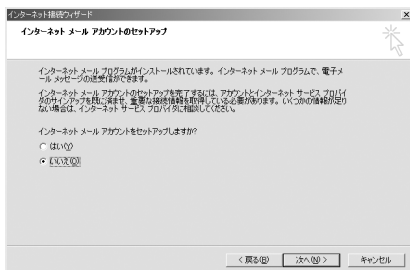 インターネット接続ウィザード
インターネット メール アカウントのセットアップ
インターネット メール プログラムがインストールされています。インターネット メール プログラムで、電子メ
ール メッセージの送受信ができます。
インターネット メール アカウントのセットアップを完了するには、アカウントとインターネット サービス プロバイ
ダのサインアップを既に済ませ、重要な接続情報を取得している必要があります。いくつかの情報が足り
ない場合は、インターネット サービス プロバイダに相談してください。
インターネット メール アカウントをセットアップしますか?
はい(Y)
いいえ(O)
< 戻る(B)
次へ(N) >
キャンセル